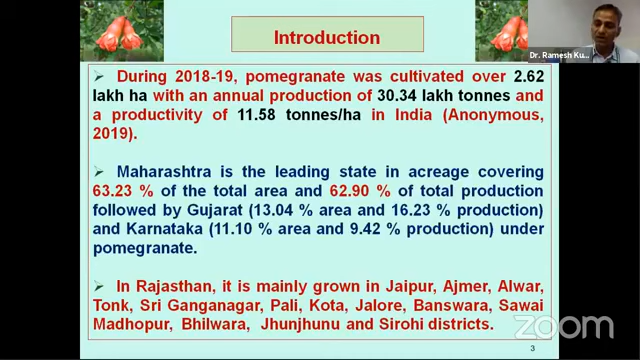 Introduction
Dr. Ramesh Ku...
➢ During 2018-19, pomegranate was cultivated over 2.62
lakh ha with an annual production of 30.34 lakh tonnes and
a productivity of 11.58 tonnes/ha in India (Anonymous,
2019).
➢ Maharashtra is the leading state in acreage covering
63.23 % of the total area and 62.90 % of total production
followed by Gujarat (13.04 % area and 16.23 % production)
and Karnataka (11.10 % area and 9.42 % production) under
pomegranate.
➢ In Rajasthan, it is mainly grown in Jaipur, Ajmer, Alwar,
Tonk, Sri Ganganagar, Pali, Kota, Jalore, Banswara, Sawai
Madhopur, Bhilwara, Jhunjhunu and Sirohi districts.
zoom
3